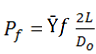 P_f = Ȳf 2L/D_o